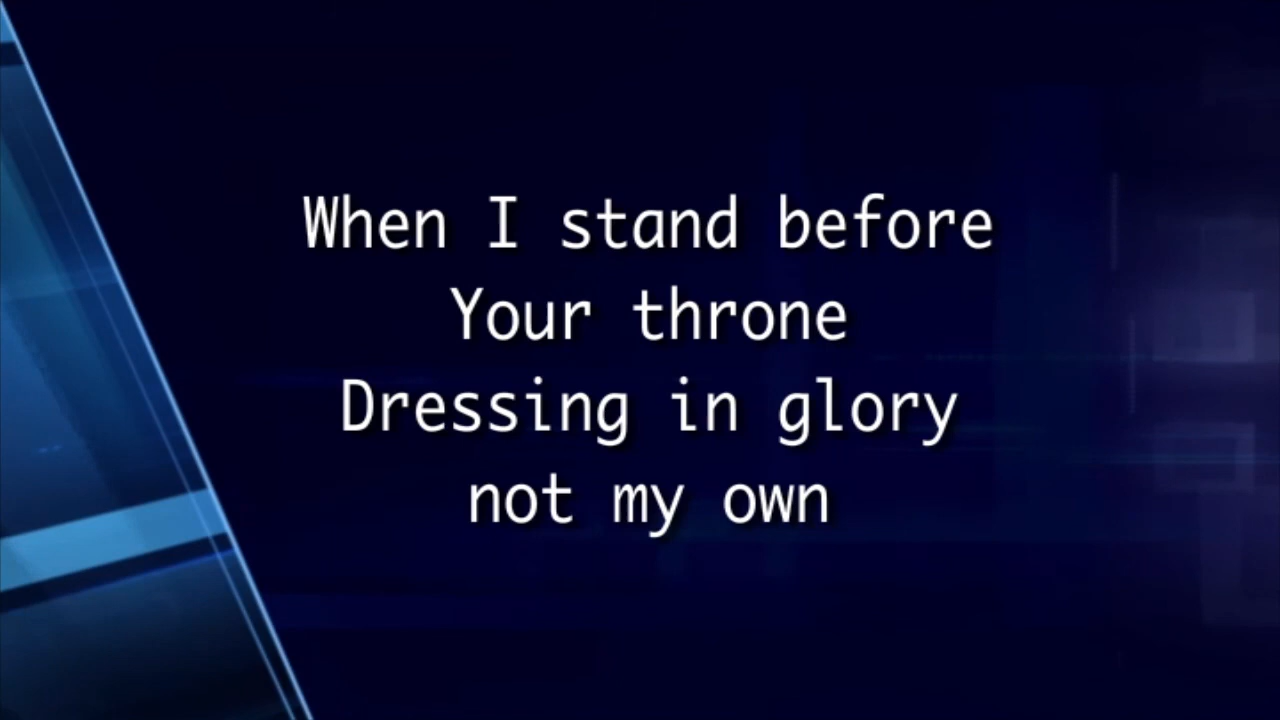 When I stand before
Your throne
Dressing in glory
not my own